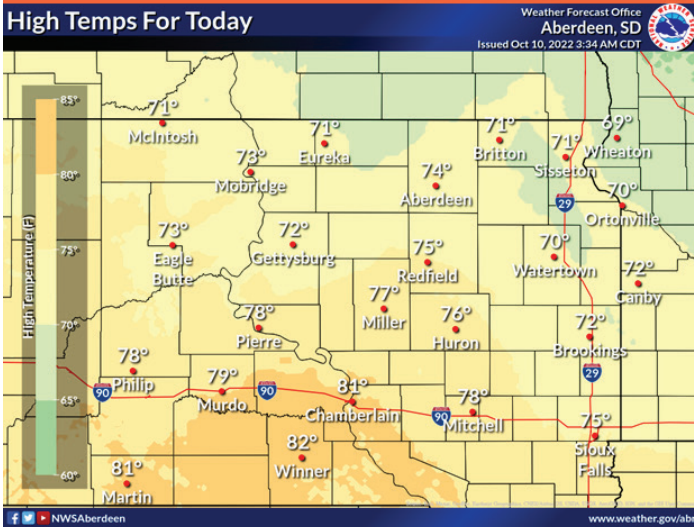 High Temps For Today
Weather Forecast Office
Aberdeen, SD
Issued Oct 10, 2022 3:34 AM CDT
High Temperature (F)
85°
80°
75°
70°
65°
60°
71°
McIntosh
73°
Mobridge
71°
Eureka
74°
Aberdeen
71°
Britton
71°
Sisseton
69°
Wheaton
70°
Ortonville
29
73°
Eagle
Butte
72°
Gettysburg
75°
Redfield
70°
Watertown
72°
Canby
78°
Pierre
77°
Miller
76°
Huron
72°
Brookings
29
78°
Philip
90
79°
Murdo
90
81°
Chamberlain
90
78°
Mitchell
75°
Sioux
Falls
81°
Martin
82°
Winner
NWSAberdeen
www.weather.gov/abr